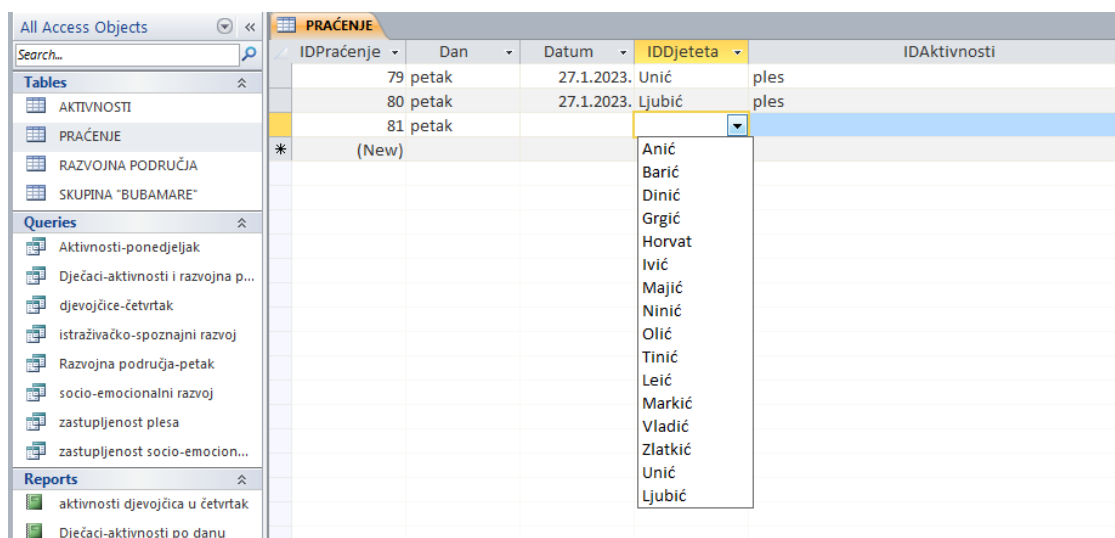 All Access Objects
Search...
Tables
AKTIVNOSTI
PRAĆENJE
RAZVOJNA PODRUČJA
SKUPINA "BUBAMARE"
Queries
Aktivnosti-ponedjeljak
Dječaci-aktivnosti i razvojna p...
djevojčice-četvrtak
istraživačko-spoznajni razvoj
Razvojna područja-petak
socio-emocionalni razvoj
zastupljenost plesa
zastupljenost socio-emocion...
Reports
aktivnosti djevojčica u četvrtak
Dječaci-aktivnosti po danu
PRAĆENJE
IDPraćenje Dan Datum IDDjeteta IDAktivnosti
79 petak 27.1.2023. Unić ples
80 petak 27.1.2023. Ljubić ples
81 petak
(New)
Anić
Barić
Dinić
Grgić
Horvat
Ivić
Majić
Ninić
Olić
Tinić
Leić
Markić
Vladić
Zlatkić
Unić
Ljubić